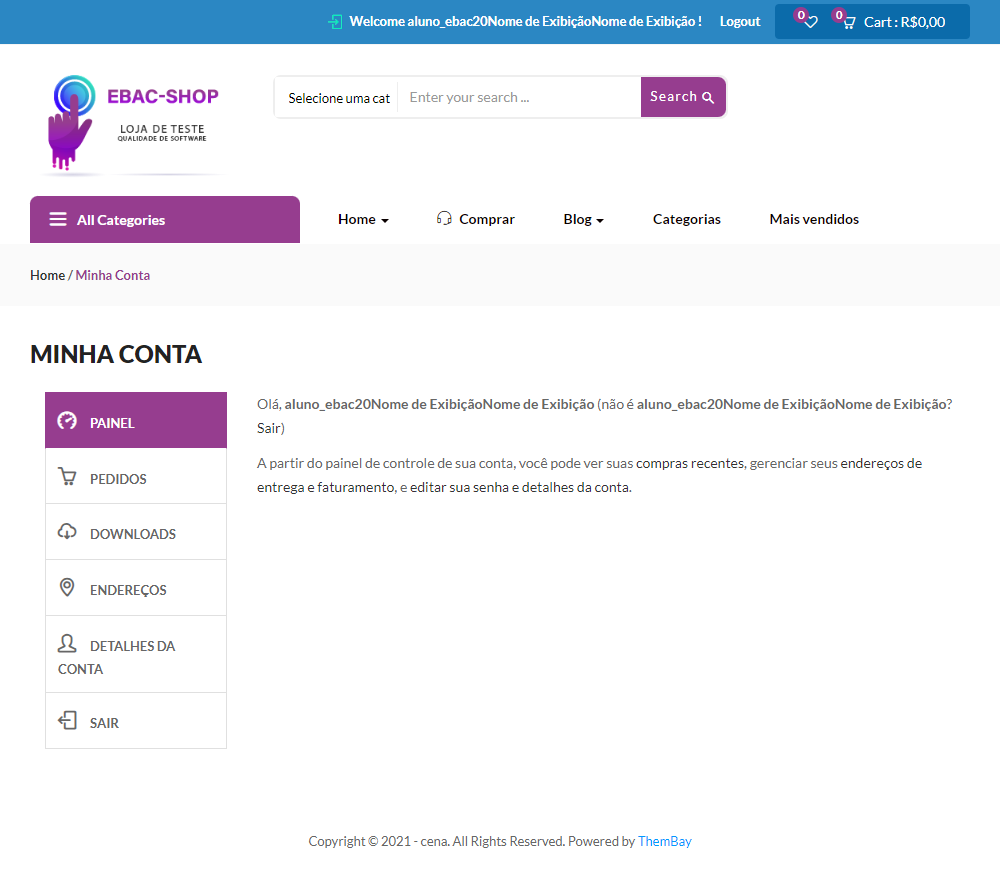 Welcome aluno_ebac20Nome de ExibiçãoNome de Exibição ! Logout 0 0 Cart : R$0,00
EBAC-SHOP
LOJA DE TESTE
QUALIDADE DE SOFTWARE
Selecione uma cat Enter your search ... Search
All Categories Home Comprar Blog Categorias Mais vendidos
Home / Minha Conta
MINHA CONTA
PAINEL
PEDIDOS
DOWNLOADS
ENDEREÇOS
DETALHES DA
CONTA
SAIR
Olá, aluno_ebac20Nome de ExibiçãoNome de Exibição (não é aluno_ebac20Nome de ExibiçãoNome de Exibição?
Sair)
A partir do painel de controle de sua conta, você pode ver suas compras recentes, gerenciar seus endereços de
entrega e faturamento, e editar sua senha e detalhes da conta.
Copyright © 2021 - cena. All Rights Reserved. Powered by ThemBay